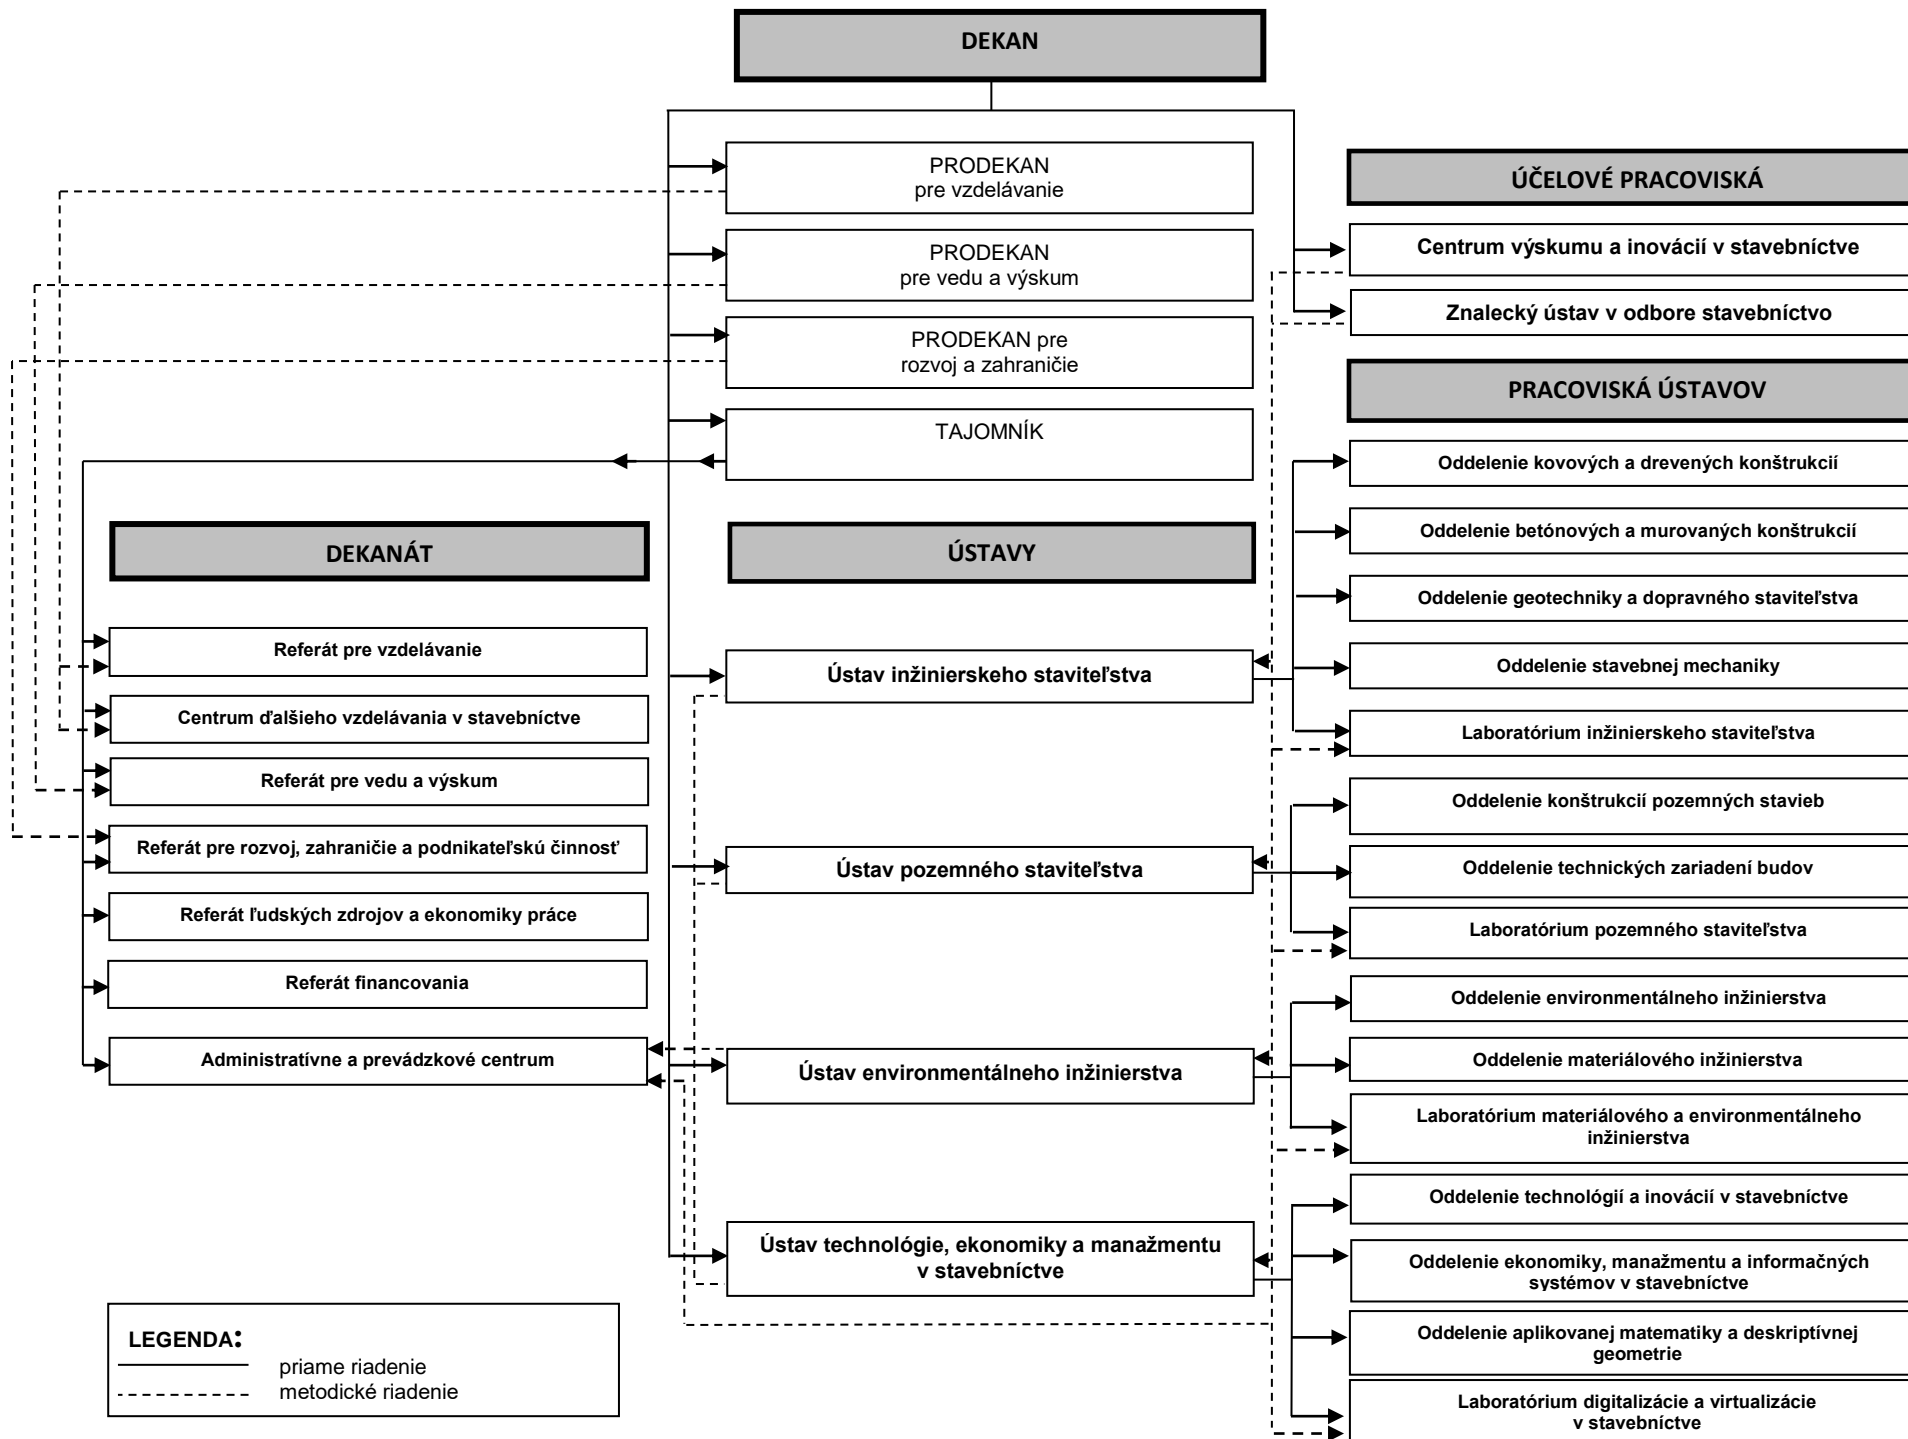 DEKAN
PRODEKAN
pre vzdelávanie
PRODEKAN
pre vedu a výskum
PRODEKAN pre
rozvoj a zahraničie
TAJOMNÍK
ÚČELOVÉ PRACOVISKÁ
Centrum výskumu a inovácií v stavebníctve
Znalecký ústav v odbore stavebníctvo
DEKANÁT
Referát pre vzdelávanie
Centrum ďalšieho vzdelávania v stavebníctve
Referát pre vedu a výskum
Referát pre rozvoj, zahraničie a podnikateľskú činnosť
Referát ľudských zdrojov a ekonomiky práce
Referát financovania
Administratívne a prevádzkové centrum
ÚSTAVY
Ústav inžinierskeho staviteľstva
Ústav pozemného staviteľstva
Ústav environmentálneho inžinierstva
Ústav technológie, ekonomiky a manažmentu
v stavebníctve
PRACOVISKÁ ÚSTAVOV
Oddelenie kovových a drevených konštrukcií
Oddelenie betónových a murovaných konštrukcií
Oddelenie geotechniky a dopravného staviteľstva
Oddelenie stavebnej mechaniky
Laboratórium inžinierskeho staviteľstva
Oddelenie konštrukcií pozemných stavieb
Oddelenie technických zariadení budov
Laboratórium pozemného staviteľstva
Oddelenie environmentálneho inžinierstva
Oddelenie materiálového inžinierstva
Laboratórium materiálového a environmentálneho
inžinierstva
Oddelenie technológií a inovácií v stavebníctve
Oddelenie ekonomiky, manažmentu a informačných
systémov v stavebníctve
Oddelenie aplikovanej matematiky a deskriptívnej
geometrie
Laboratórium digitalizácie a virtualizácie
v stavebníctve
LEGENDA:
priame riadenie
metodické riadenie